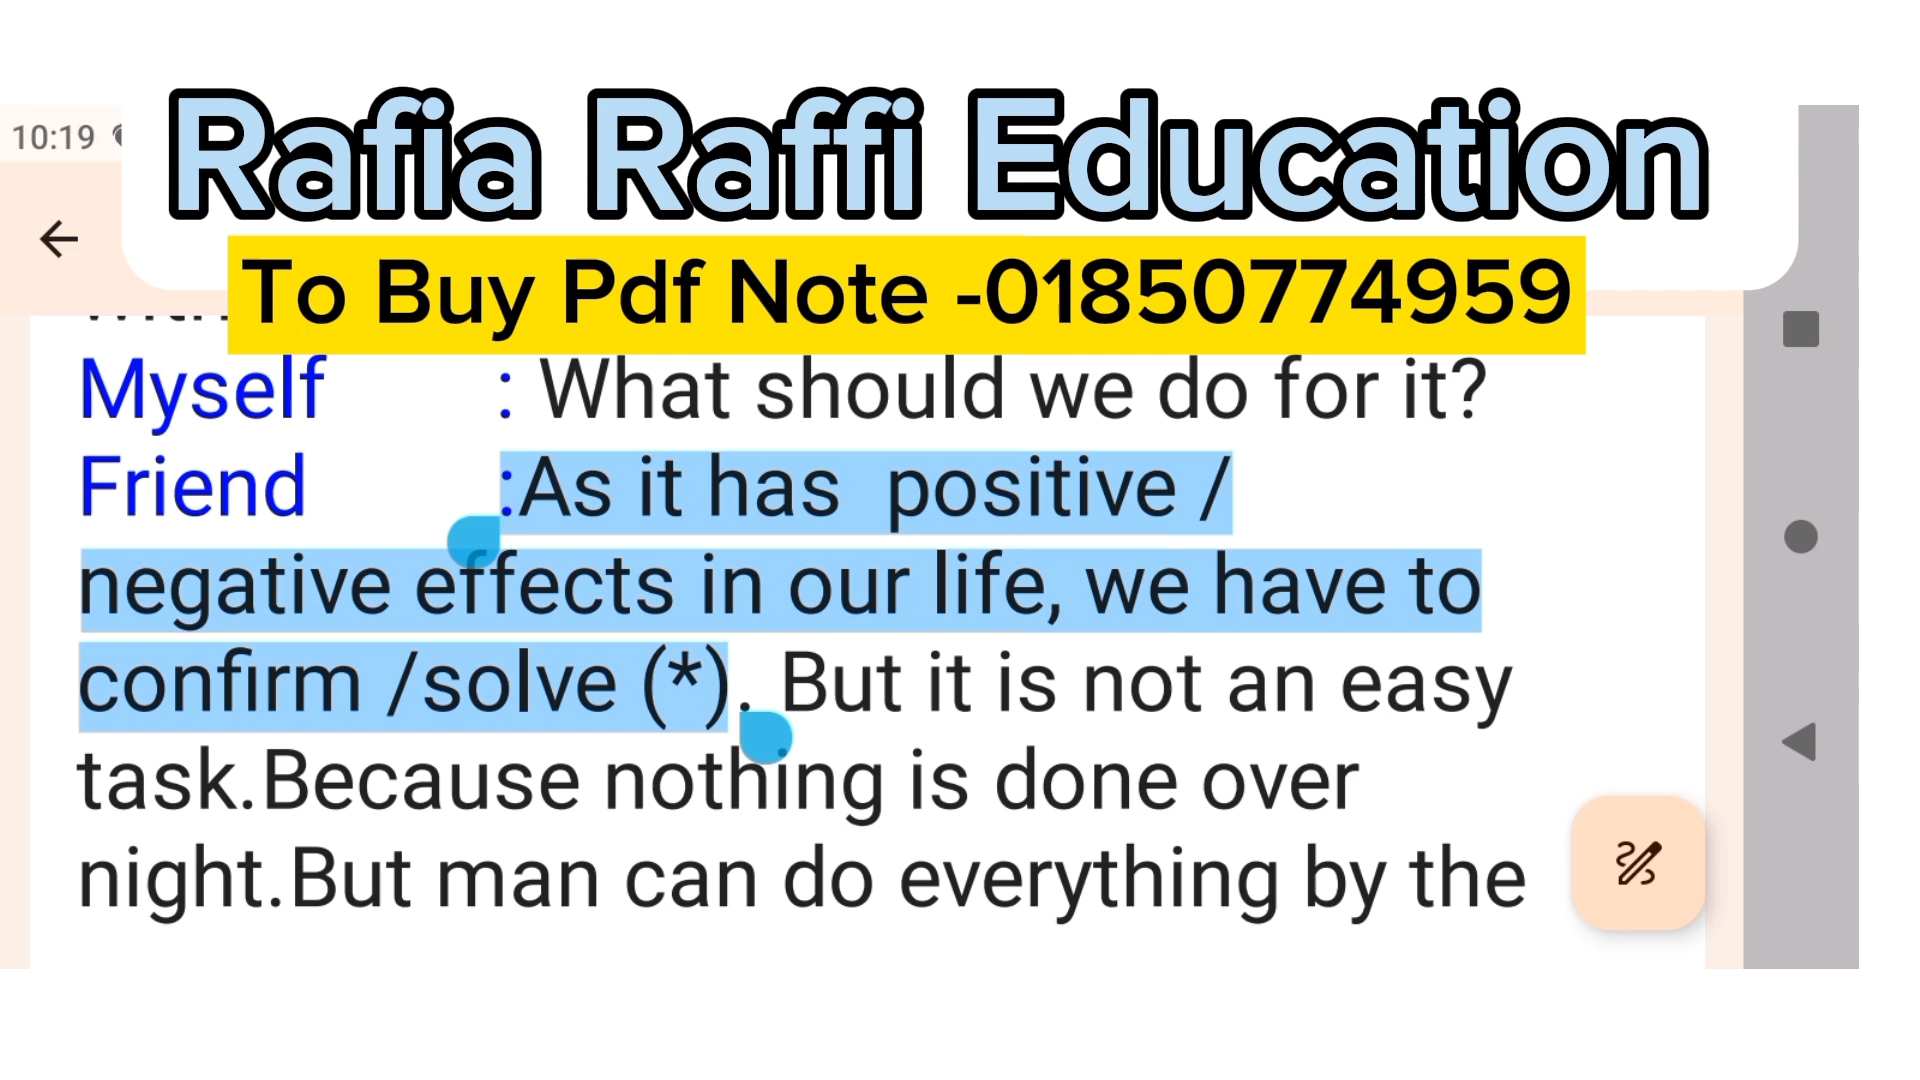 Rafia Raffi Education
10:19
To Buy Pdf Note -01850774959
Myself : What should we do for it?
Friend :As it has positive /
negative effects in our life, we have to
confirm /solve (*). But it is not an easy
task.Because nothing is done over
night.But man can do everything by the